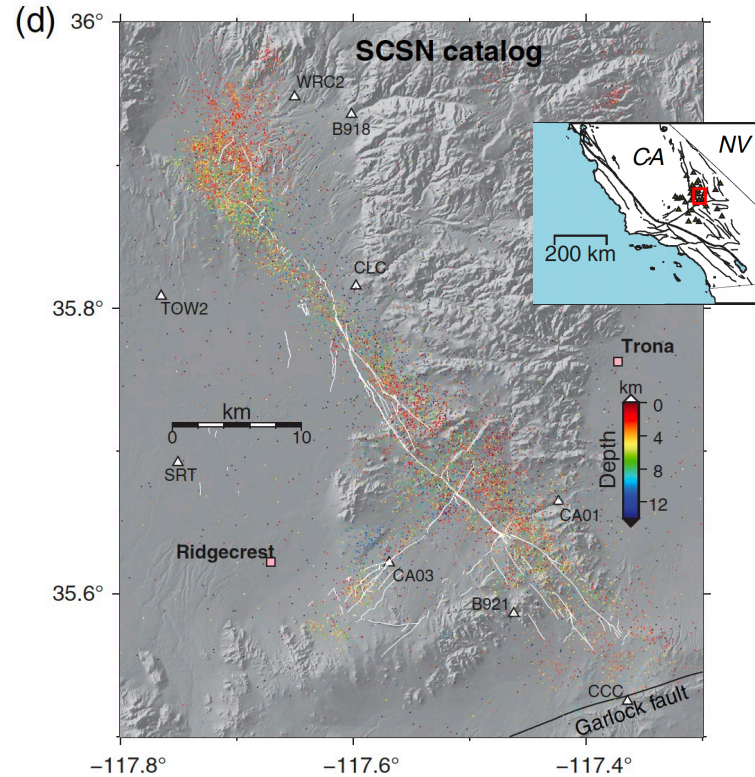 (d)
36°
SCSN catalog
WRC2
B918
CA
NV
200 km
CLC
35.8°
TOW2
Trona
km
0
4
8
12
Depth
km
0
10
SRT
CA01
Ridgecrest
CA03
35.6°
B921
CCC
Garlock fault
−117.8°
−117.6°
−117.4°